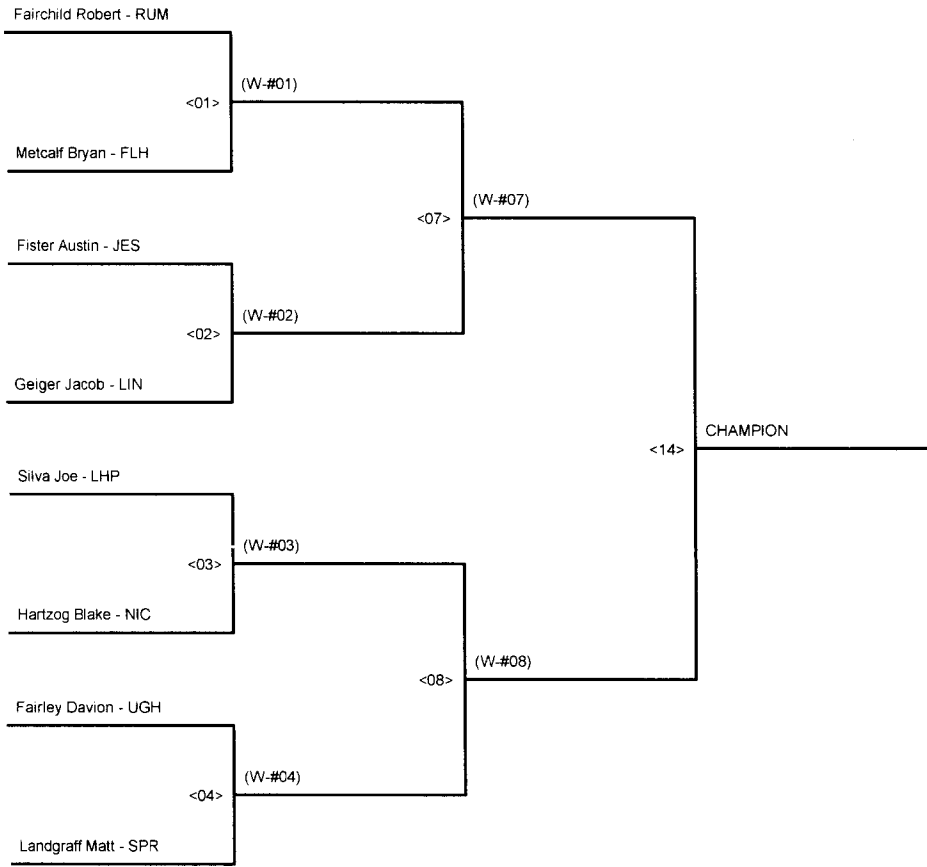 Fairchild Robert - RUM
(W-#01)
<01>
Metcalf Bryan - FLH
(W-#07)
<07>
Fister Austin - JES
(W-#02)
<02>
Geiger Jacob - LIN
CHAMPION
<14>
Silva Joe - LHP
(W-#03)
<03>
Hartzog Blake - NIC
(W-#08)
<08>
Fairley Davion - UGH
(W-#04)
<04>
Landgraff Matt - SPR